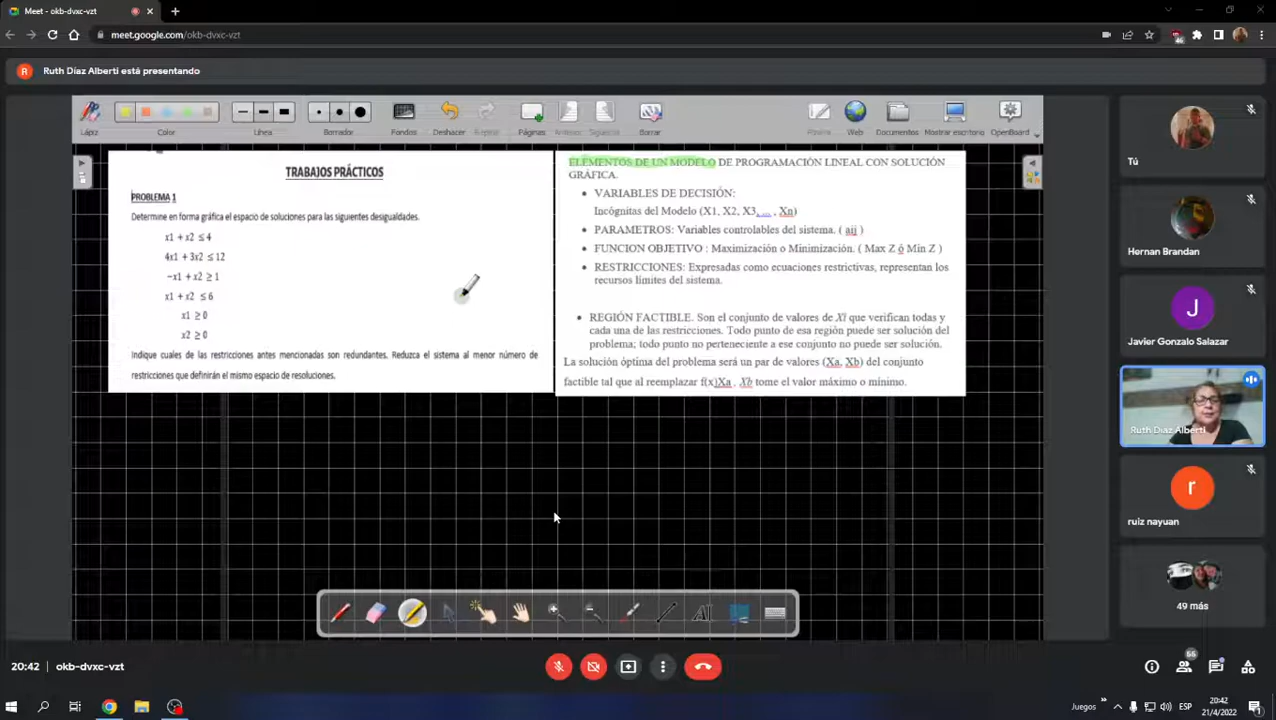 Meet - okb-dvxc-vzt
meet.google.com/okb-dvxc-vzt
Ruth Díaz Alberti está presentando
Lápiz
Color
Línea
Borrador
Fondos
Deshacer
Páginas
Borrar
Web
Documentos
Mostrar escritorio
OpenBoard
TRABAJOS PRÁCTICOS
PROBLEMA 1
Determine en forma gráfica el espacio de soluciones para las siguientes desigualdades.
x1 + x2 ≤ 4
4x1 + 3x2 ≤ 12
−x1 + x2 ≥ 1
x1 + x2 ≤ 6
x1 ≥ 0
x2 ≥ 0
Indique cuales de las restricciones antes mencionadas son redundantes. Reduzca el sistema al menor número de
restricciones que definirán el mismo espacio de resoluciones.
ELEMENTOS DE UN MODELO DE PROGRAMACIÓN LINEAL CON SOLUCIÓN
GRÁFICA.
• VARIABLES DE DECISIÓN:
Incógnitas del Modelo (X1, X2, X3, ... , Xn)
• PARAMETROS: Variables controlables del sistema. ( aij )
• FUNCION OBJETIVO : Maximización o Minimización. ( Max Z ó Min Z )
• RESTRICCIONES: Expresadas como ecuaciones restrictivas, representan los
recursos límites del sistema.
• REGIÓN FACTIBLE. Son el conjunto de valores de Xi que verifican todas y
cada una de las restricciones. Todo punto de esa región puede ser solución del
problema; todo punto no perteneciente a ese conjunto no puede ser solución.
La solución óptima del problema será un par de valores (Xa, Xb) del conjunto
factible tal que al reemplazar f(x)Xa , Xb tome el valor máximo o mínimo.
Tú
Hernan Brandan
Javier Gonzalo Salazar
Ruth Díaz Alberti
ruiz nayuan
49 más
20:42 | okb-dvxc-vzt
Juegos
ESP
20:42
21/4/2022